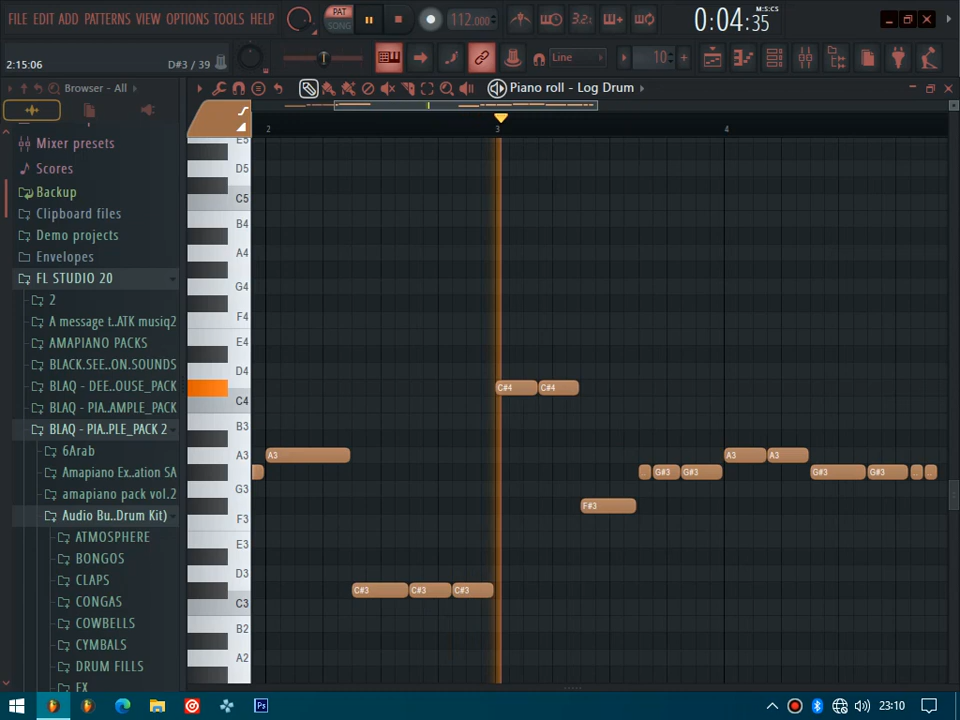 FILE EDIT ADD PATTERNS VIEW OPTIONS TOOLS HELP
PAT
SONG
112.000
3.2.1
0:04:35
M:S:CS
2:15:06
D#3 / 39
Line
10
Browser - All
Piano roll - Log Drum
2
3
4
Mixer presets
Scores
Backup
Clipboard files
Demo projects
Envelopes
FL STUDIO 20
2
A message t..ATK musiq2
AMAPIANO PACKS
BLACK.SEE..ON.SOUNDS
BLAQ - DEE..OUSE_PACK
BLAQ - PIA..AMPLE_PACK
BLAQ - PIA..PLE_PACK 2
6Arab
Amapiano Ex..ation SA
amapiano pack vol.2
Audio Bu..Drum Kit)
ATMOSPHERE
BONGOS
CLAPS
CONGAS
COWBELLS
CYMBALS
DRUM FILLS
FX
E5
D5
C5
B4
A4
G4
F4
E4
D4
C4
B3
A3
G3
F3
E3
D3
C3
B2
A2
C#4 C#4
A3
A3 A3
G#3 G#3
G#3 G#3
F#3
C#3 C#3 C#3
Ps
23:10